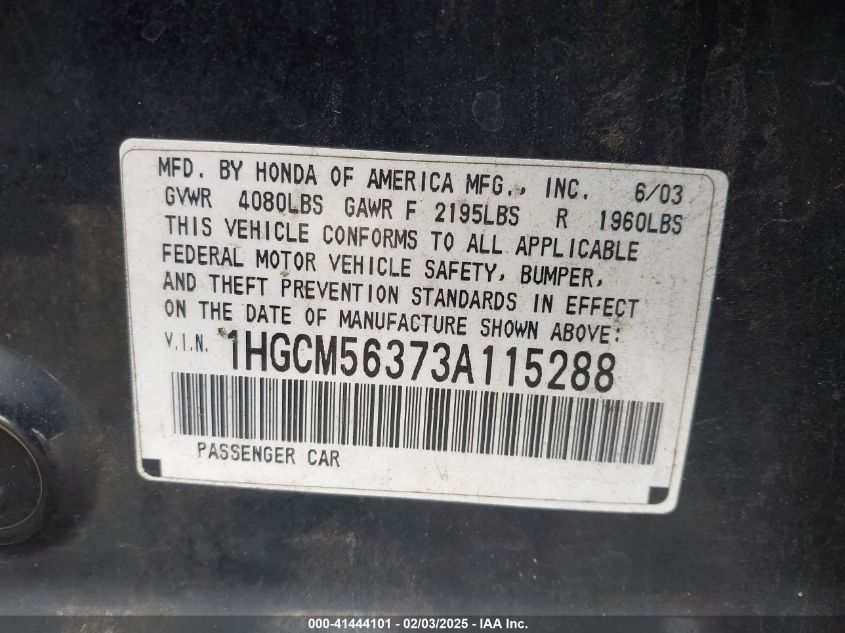 MFD. BY HONDA OF AMERICA MFG., INC. 6/03
GVWR 4080LBS GAWR F 2195LBS R 1960LBS
THIS VEHICLE CONFORMS TO ALL APPLICABLE
FEDERAL MOTOR VEHICLE SAFETY, BUMPER,
AND THEFT PREVENTION STANDARDS IN EFFECT
ON THE DATE OF MANUFACTURE SHOWN ABOVE:
V.I.N. 1HGCM56373A115288
PASSENGER CAR
000-41444101 - 02/03/2025 - IAA Inc.